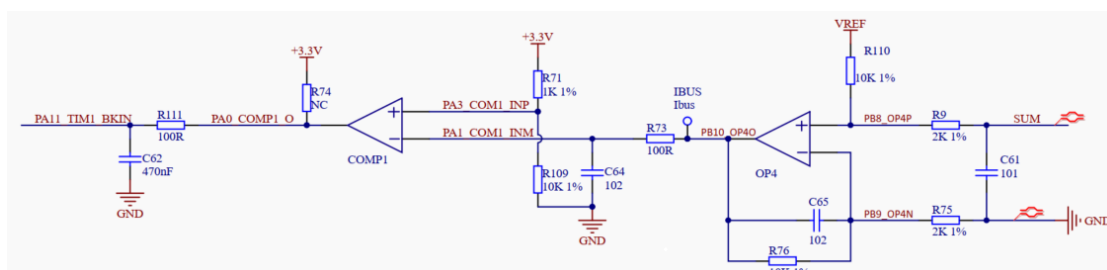 VREF
+3.3V
+3.3V
R110
10K 1%
R74
NC
R71
1K 1%
IBUS
Ibus
PA11_TIM1_BKIN
R111
100R
PA0_COMP1_O
PA3_COM1_INP
PA1_COM1_INM
R73
100R
PB10_OP4O
PB8_OP4P
R9
2K 1%
SUM
+
−
COMP1
+
−
OP4
C62
470nF
GND
R109
10K 1%
C64
102
GND
C61
101
C65
102
PB9_OP4N
R75
2K 1%
GND
R76